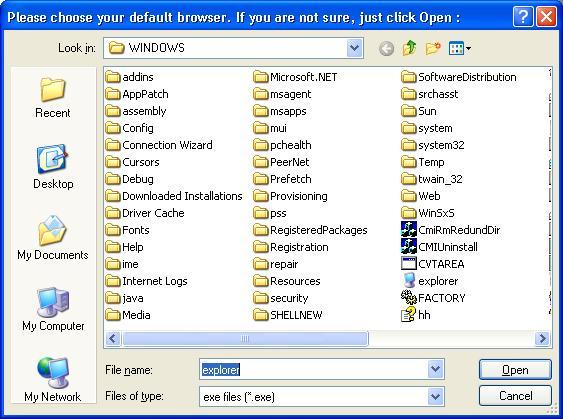 Please choose your default browser. If you are not sure, just click Open :
Look in:
WINDOWS
Recent
Desktop
My Documents
My Computer
My Network
addins
AppPatch
assembly
Config
Connection Wizard
Cursors
Debug
Downloaded Installations
Driver Cache
Fonts
Help
ime
Internet Logs
java
Media
Microsoft.NET
msagent
msapps
mui
pchealth
PeerNet
Prefetch
Provisioning
pss
RegisteredPackages
Registration
repair
Resources
security
SHELLNEW
SoftwareDistribution
srchasst
Sun
system
system32
Temp
twain_32
Web
WinSxS
CmiRmRedundDir
CMIUninstall
CVTAREA
explorer
FACTORY
hh
File name:
explorer
Open
Files of type:
exe files (*.exe)
Cancel